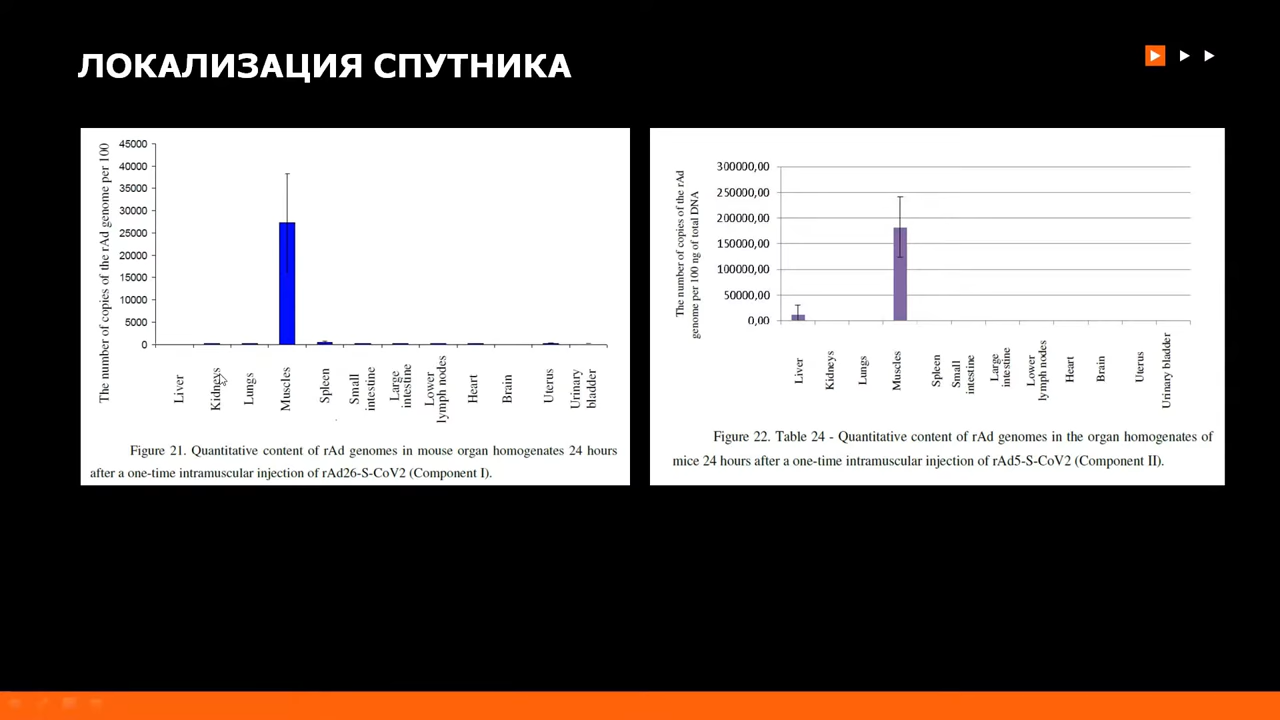 ЛОКАЛИЗАЦИЯ СПУТНИКА
The number of copies of the rAd genome per 100
45000
40000
35000
30000
25000
20000
15000
10000
5000
0
Liver
Kidneys
Lungs
Muscles
Spleen
Small
intestine
Large
intestine
Lower
lymph nodes
Heart
Brain
Uterus
Urinary
bladder
Figure 21. Quantitative content of rAd genomes in mouse organ homogenates 24 hours
after a one-time intramuscular injection of rAd26-S-CoV2 (Component I).
The number of copies of the rAd
genome per 100 ng of total DNA
300000,00
250000,00
200000,00
150000,00
100000,00
50000,00
0,00
Liver
Kidneys
Lungs
Muscles
Spleen
Small
intestine
Large
intestine
Lower
lymph nodes
Heart
Brain
Uterus
Urinary bladder
Figure 22. Table 24 - Quantitative content of rAd genomes in the organ homogenates of
mice 24 hours after a one-time intramuscular injection of rAd5-S-CoV2 (Component II).